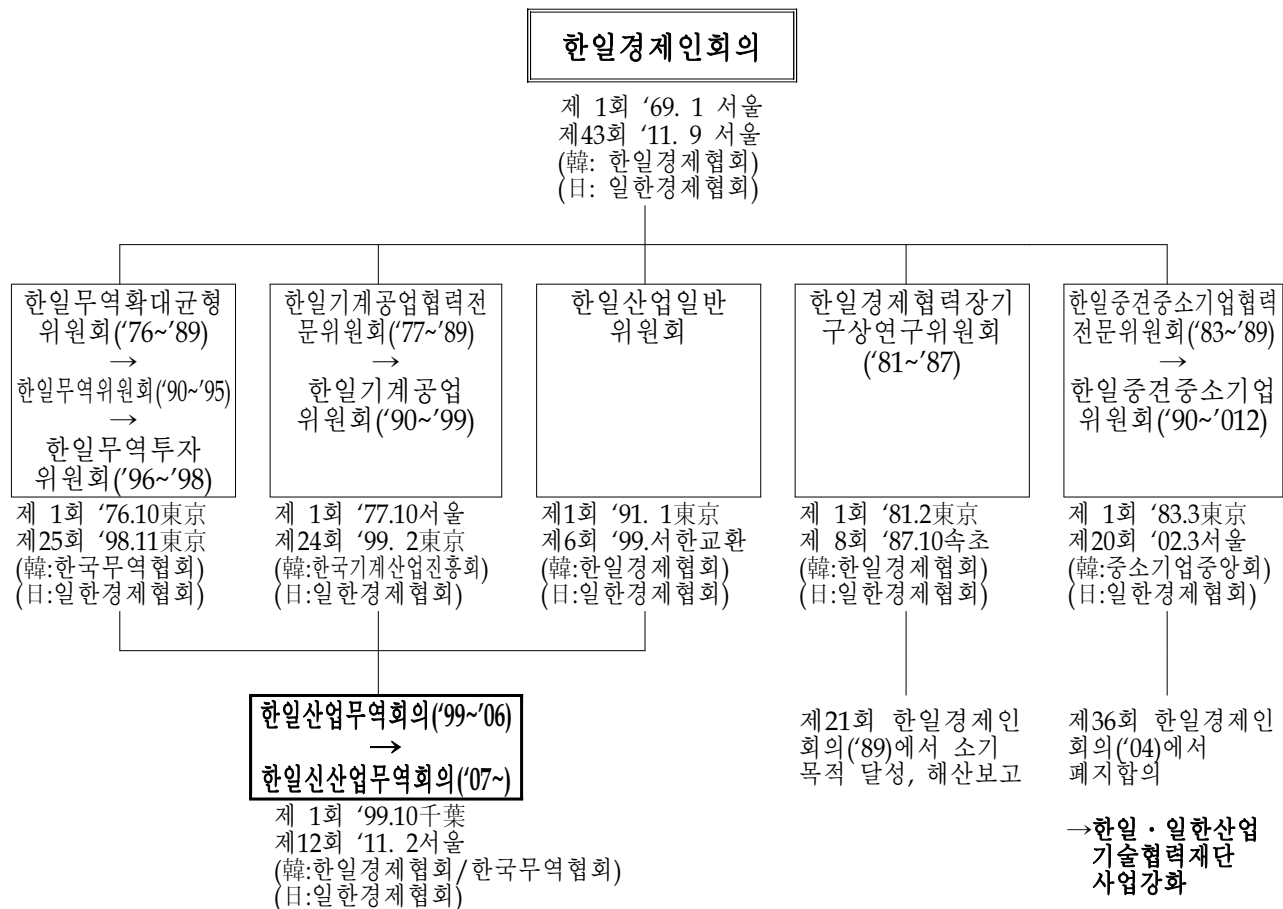 한일경제인회의
제 1회 ‘69. 1 서울
제43회 ‘11. 9 서울
(韓: 한일경제협회)
(日: 일한경제협회)
한일무역확대균형
위원회(‘76~’89)
→
한일무역위원회(‘90~’95)
→
한일무역투자
위원회(’96~’98)
제 1회 ‘76.10東京
제25회 ‘98.11東京
(韓:한국무역협회)
(日:일한경제협회)
한일기계공업협력전
문위원회(‘77~’89)
→
한일기계공업
위원회(‘90~’99)
제 1회 ‘77.10서울
제24회 ‘99. 2東京
(韓:한국기계산업진흥회)
(日:일한경제협회)
한일산업일반
위원회
제1회 ‘91. 1東京
제6회 ‘99.서한교환
(韓:한일경제협회)
(日:일한경제협회)
한일경제협력장기
구상연구위원회
(‘81~’87)
제 1회 ‘81.2東京
제 8회 ‘87.10속초
(韓:한일경제협회)
(日:일한경제협회)
한일중견중소기업협력
전문위원회(‘83~’89)
→
한일중견중소기업
위원회(‘90~’012)
제 1회 ‘83.3東京
제20회 ‘02.3서울
(韓:중소기업중앙회)
(日:일한경제협회)
한일산업무역회의(‘99~’06)
→
한일신산업무역회의(‘07~)
제 1회 ‘99.10千葉
제12회 ‘11. 2서울
(韓:한일경제협회/한국무역협회)
(日:일한경제협회)
제21회 한일경제인
회의(‘89)에서 소기
목적 달성, 해산보고
제36회 한일경제인
회의(‘04)에서
폐지합의
→한일・일한산업
기술협력재단
사업강화